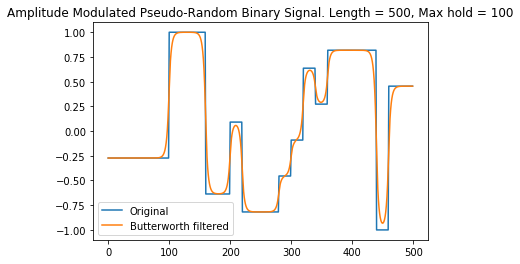 Amplitude Modulated Pseudo-Random Binary Signal. Length = 500, Max hold = 100
1.00
0.75
0.50
0.25
0.00
−0.25
−0.50
−0.75
−1.00
Original
Butterworth filtered
0 100 200 300 400 500